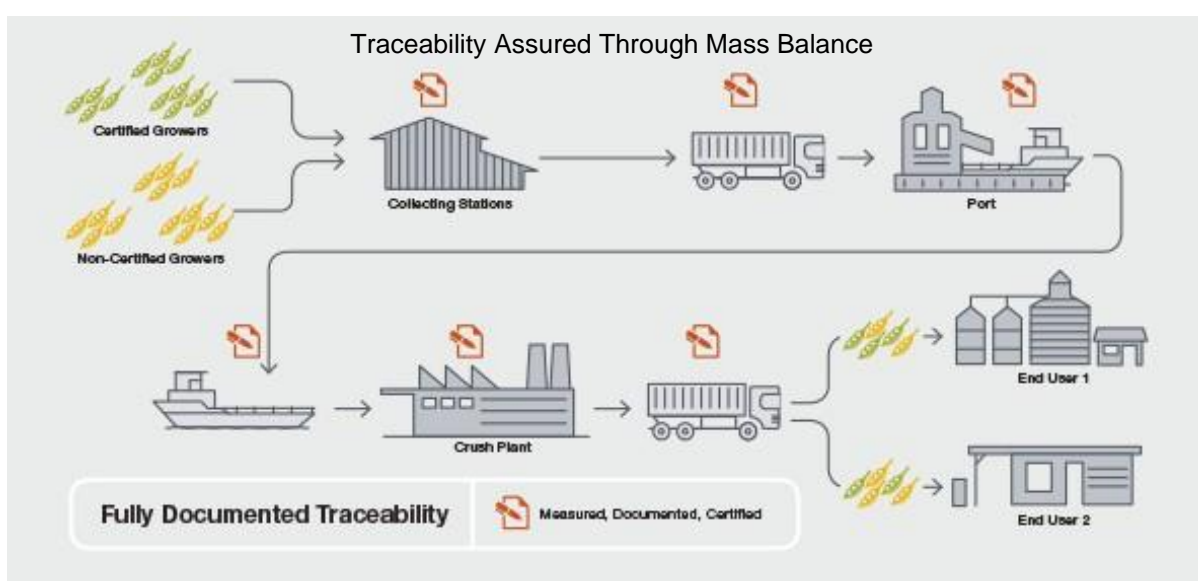 Traceability Assured Through Mass Balance
Certified Growers
Non-Certified Growers
Collecting Stations
Port
Crush Plant
End User 1
End User 2
Fully Documented Traceability
Measured, Documented, Certified